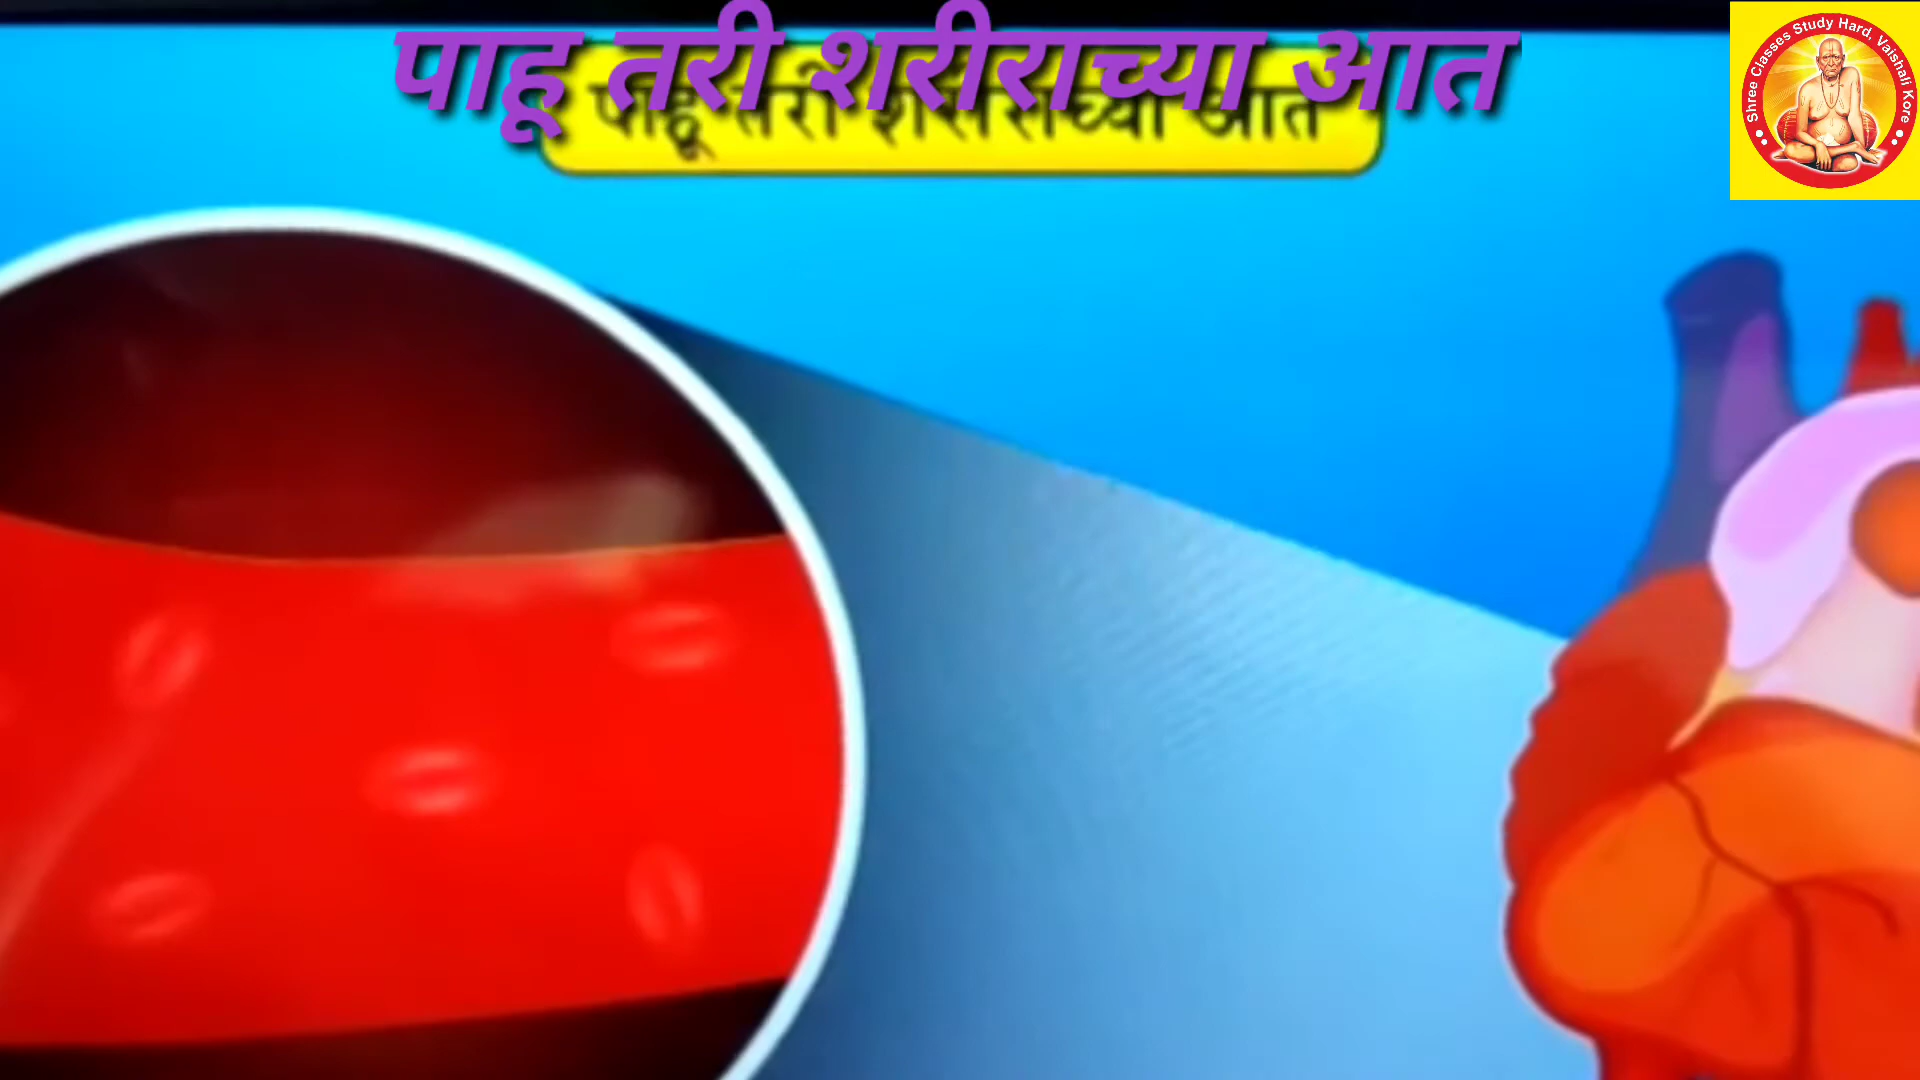 पाहू तरी शरीराच्या आत
पाहू तरी शरीराच्या आत
Shree Classes Study Hard, Vaishali Kore